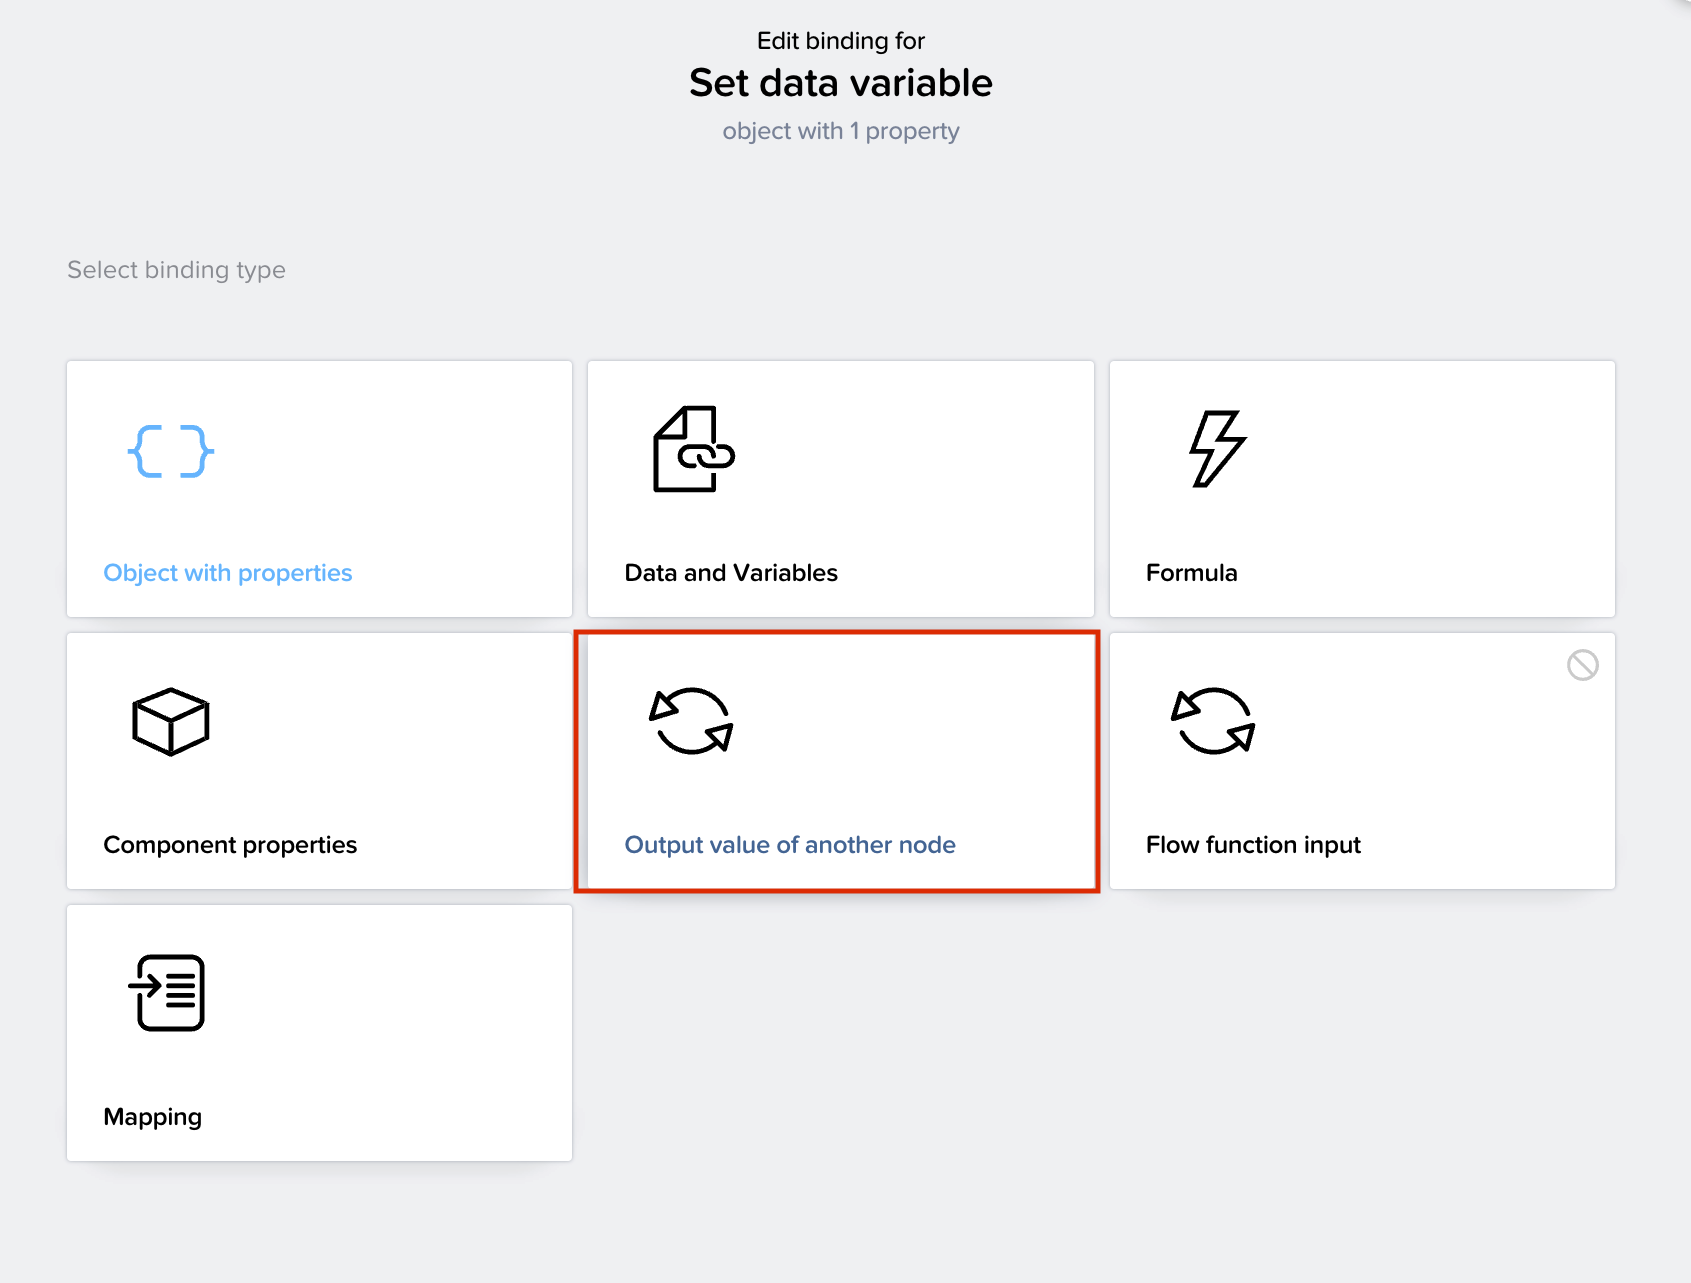 Edit binding for
Set data variable
object with 1 property
Select binding type
Object with properties
Data and Variables
Formula
Component properties
Output value of another node
Flow function input
Mapping